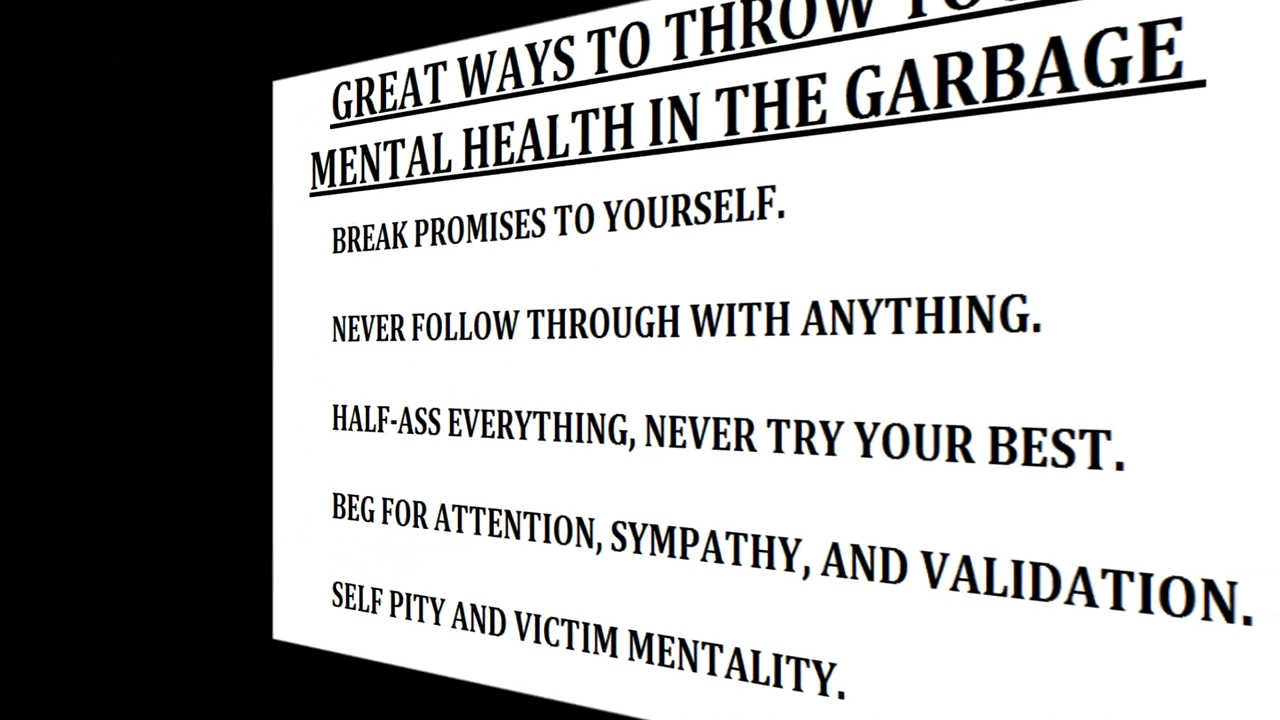 GREAT WAYS TO THROW
MENTAL HEALTH IN THE GARBAGE
BREAK PROMISES TO YOURSELF.
NEVER FOLLOW THROUGH WITH ANYTHING.
HALF-ASS EVERYTHING, NEVER TRY YOUR BEST.
BEG FOR ATTENTION, SYMPATHY, AND VALIDATION.
SELF PITY AND VICTIM MENTALITY.